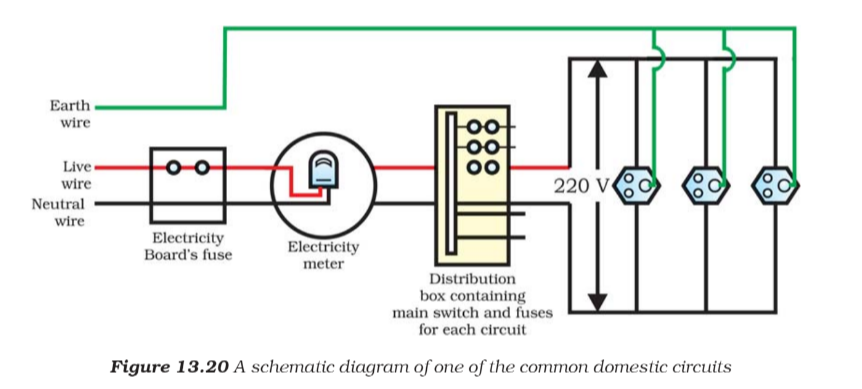 Earth
wire
Live
wire
Neutral
wire
Electricity
Board's fuse
Electricity
meter
220 V
Distribution
box containing
main switch and fuses
for each circuit
Figure 13.20 A schematic diagram of one of the common domestic circuits